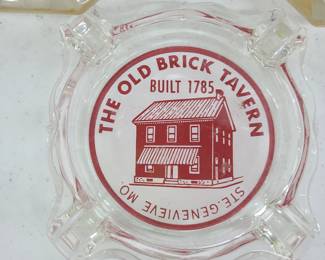 THE OLD BRICK TAVERN
BUILT 1785
STE. GENEVIEVE MO